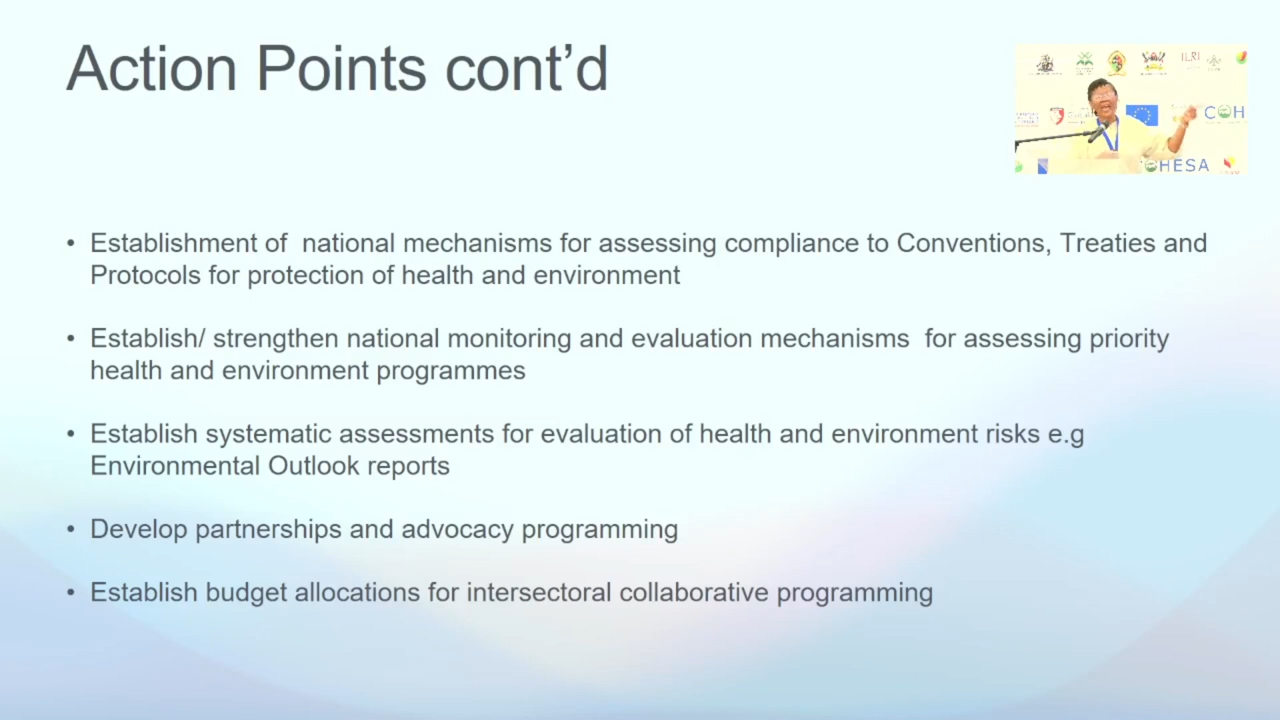 Action Points cont’d
ILRI
COH
HESA
• Establishment of  national mechanisms for assessing compliance to Conventions, Treaties and
Protocols for protection of health and environment
• Establish/ strengthen national monitoring and evaluation mechanisms  for assessing priority
health and environment programmes
• Establish systematic assessments for evaluation of health and environment risks e.g
Environmental Outlook reports
• Develop partnerships and advocacy programming
• Establish budget allocations for intersectoral collaborative programming